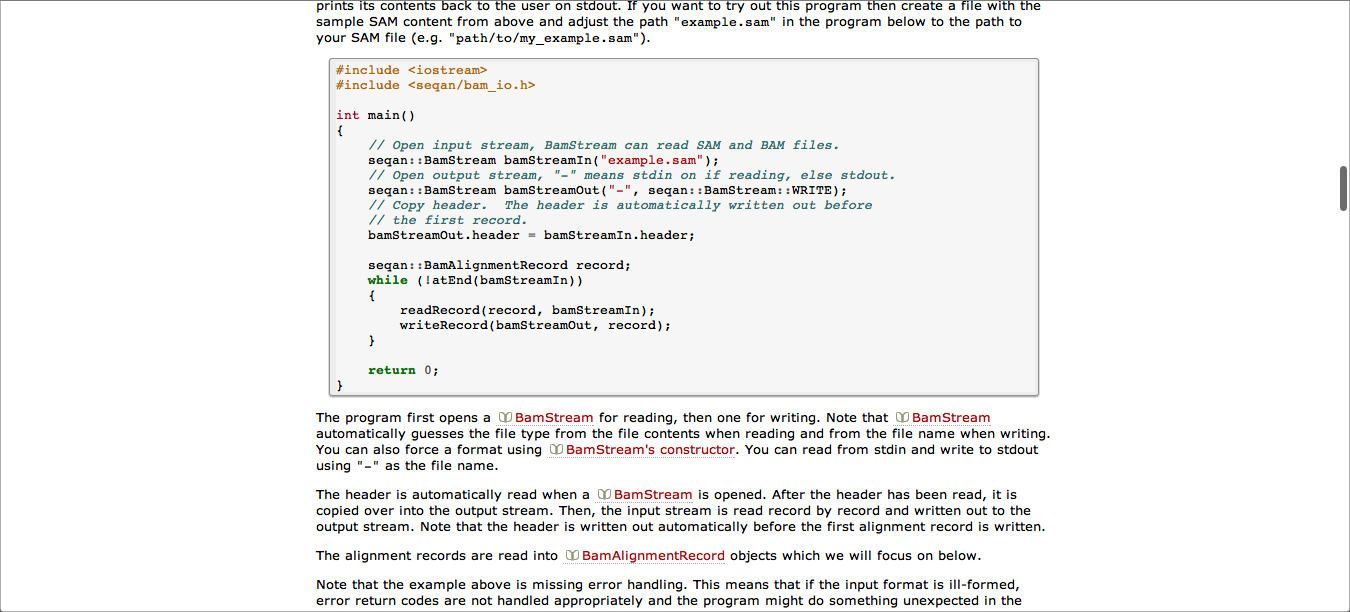 prints its contents back to the user on stdout. If you want to try out this program then create a file with the
sample SAM content from above and adjust the path "example.sam" in the program below to the path to
your SAM file (e.g. "path/to/my_example.sam").
#include <iostream>
#include <seqan/bam_io.h>
int main()
{
    // Open input stream, BamStream can read SAM and BAM files.
    seqan::BamStream bamStreamIn("example.sam");
    // Open output stream, "-" means stdin on if reading, else stdout.
    seqan::BamStream bamStreamOut("-", seqan::BamStream::WRITE);
    // Copy header.  The header is automatically written out before
    // the first record.
    bamStreamOut.header = bamStreamIn.header;
    seqan::BamAlignmentRecord record;
    while (!atEnd(bamStreamIn))
    {
        readRecord(record, bamStreamIn);
        writeRecord(bamStreamOut, record);
    }
    return 0;
}
The program first opens a BamStream for reading, then one for writing. Note that BamStream
automatically guesses the file type from the file contents when reading and from the file name when writing.
You can also force a format using BamStream's constructor. You can read from stdin and write to stdout
using "-" as the file name.
The header is automatically read when a BamStream is opened. After the header has been read, it is
copied over into the output stream. Then, the input stream is read record by record and written out to the
output stream. Note that the header is written out automatically before the first alignment record is written.
The alignment records are read into BamAlignmentRecord objects which we will focus on below.
Note that the example above is missing error handling. This means that if the input format is ill-formed,
error return codes are not handled appropriately and the program might do something unexpected in the